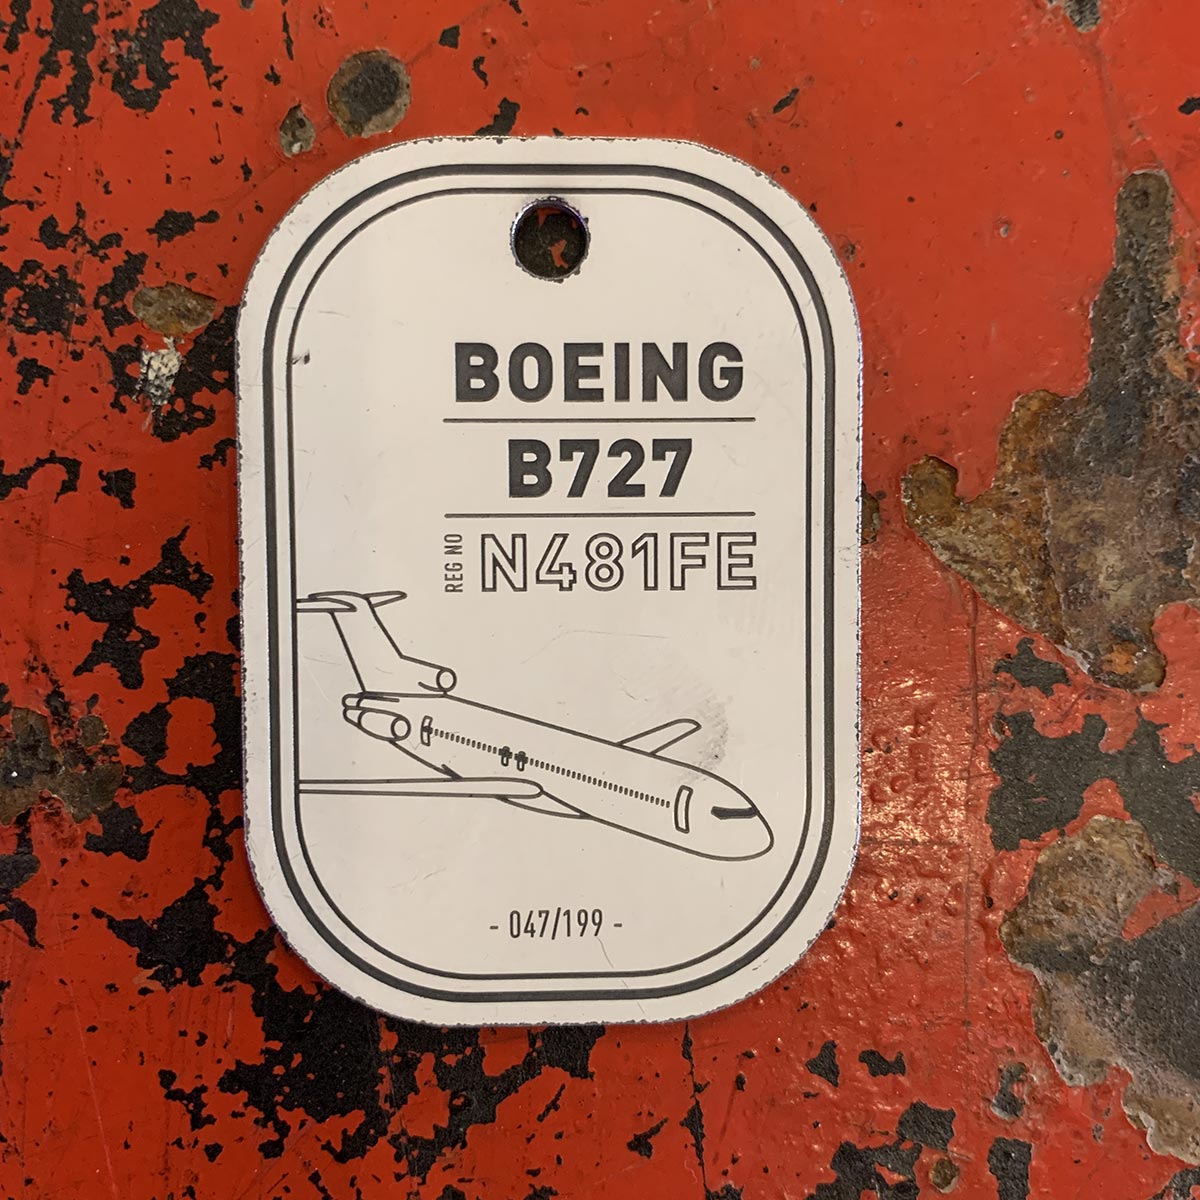 BOEING
B727
REG NO N481FE
- 047/199 -